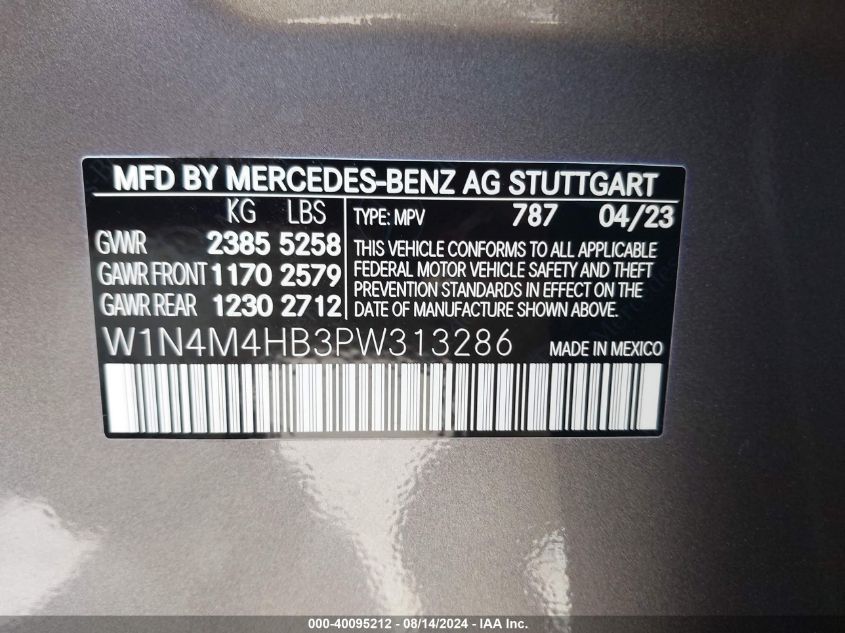 MFD BY MERCEDES-BENZ AG STUTTGART
KG LBS
GVWR 2385 5258
GAWR FRONT 1170 2579
GAWR REAR 1230 2712
TYPE: MPV 787 04/23
THIS VEHICLE CONFORMS TO ALL APPLICABLE
FEDERAL MOTOR VEHICLE SAFETY AND THEFT
PREVENTION STANDARDS IN EFFECT ON THE
DATE OF MANUFACTURE SHOWN ABOVE.
W1N4M4HB3PW313286 MADE IN MEXICO
000-40095212 - 08/14/2024 - IAA Inc.